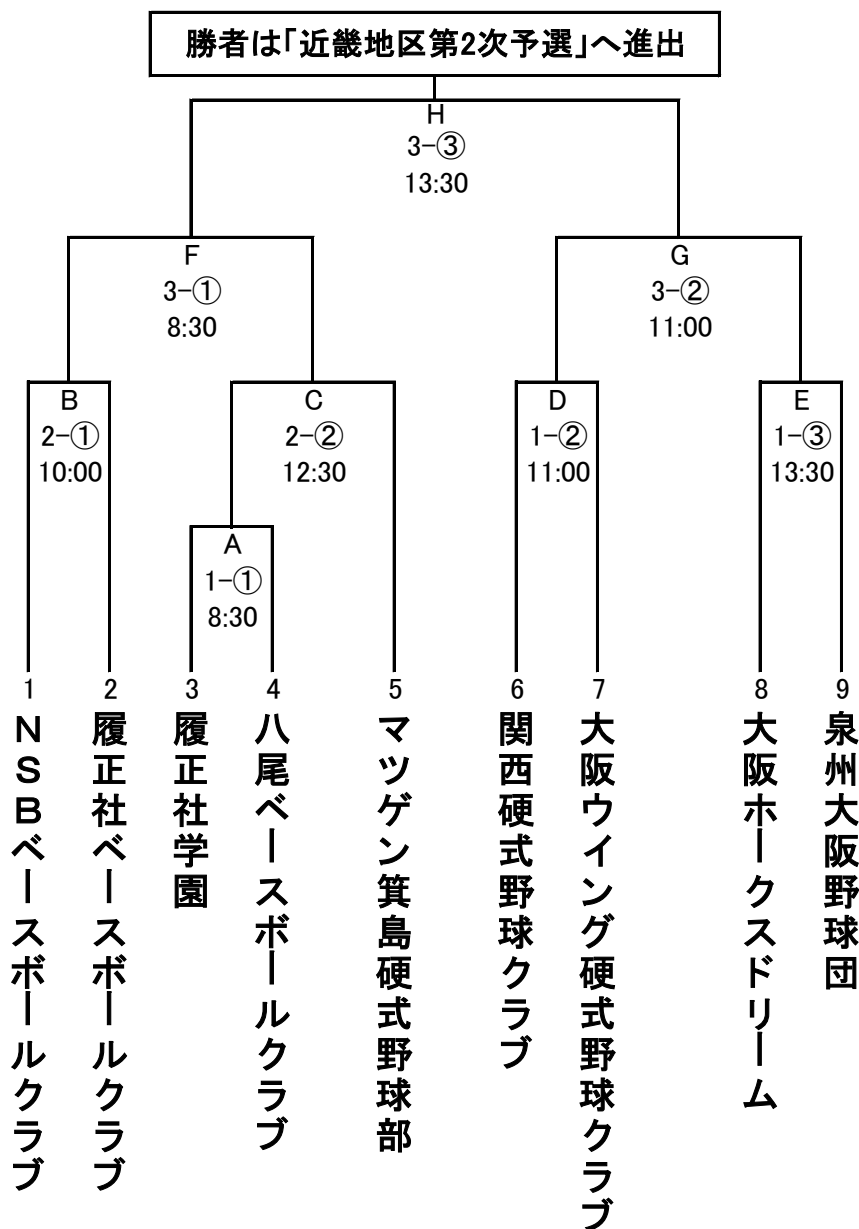 勝者は「近畿地区第2次予選」へ進出
H
3-③
13:30
F
3-①
8:30
G
3-②
11:00
B
2-①
10:00
C
2-②
12:30
D
1-②
11:00
E
1-③
13:30
A
1-①
8:30
1
NSBベースボールクラブ
2
履正社ベースボールクラブ
3
履正社学園
4
八尾ベースボールクラブ
5
マツゲン箕島硬式野球部
6
関西硬式野球クラブ
7
大阪ウイング硬式野球クラブ
8
大阪ホークスドリーム
9
泉州大阪野球団